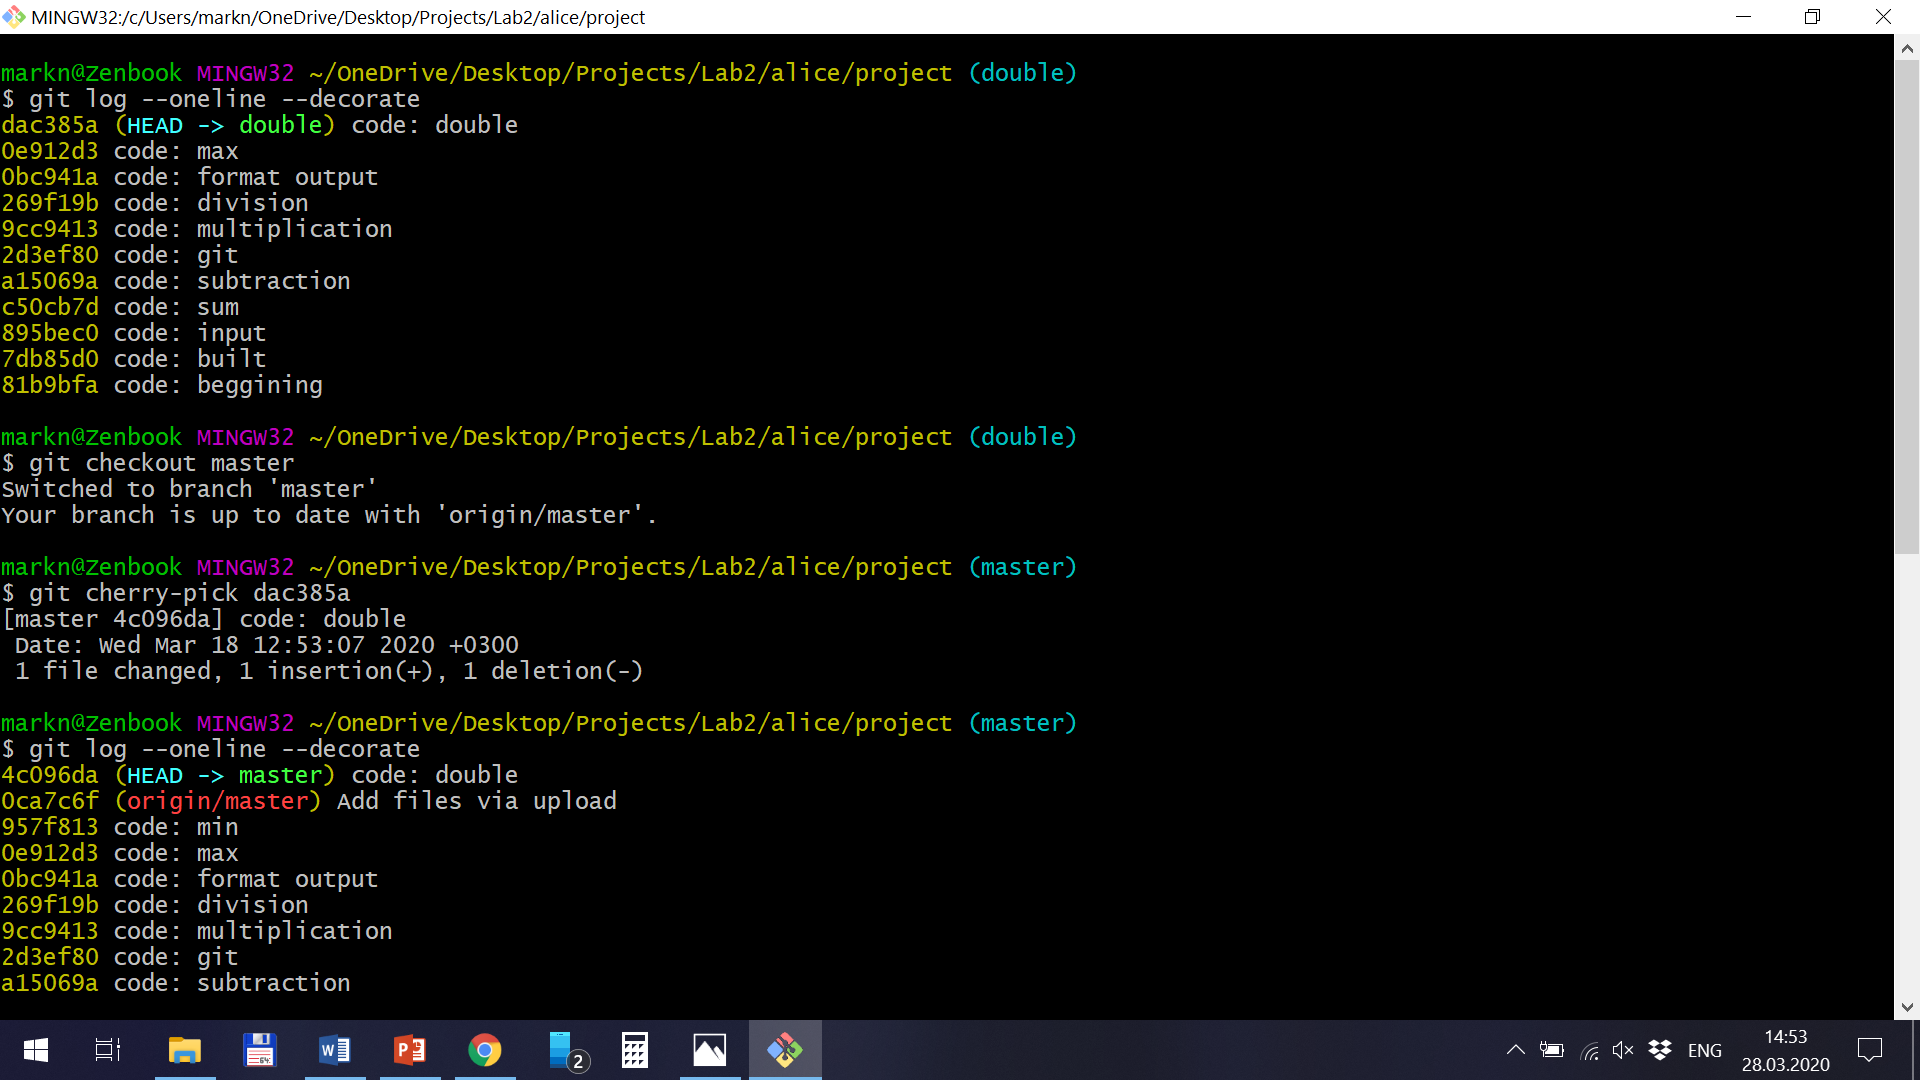 MINGW32:/c/Users/markn/OneDrive/Desktop/Projects/Lab2/alice/project
markn@Zenbook MINGW32 ~/OneDrive/Desktop/Projects/Lab2/alice/project (double)
$ git log --oneline --decorate
dac385a (HEAD -> double) code: double
0e912d3 code: max
0bc941a code: format output
269f19b code: division
9cc9413 code: multiplication
2d3ef80 code: git
a15069a code: subtraction
c50cb7d code: sum
895bec0 code: input
7db85d0 code: built
81b9bfa code: beggining
markn@Zenbook MINGW32 ~/OneDrive/Desktop/Projects/Lab2/alice/project (double)
$ git checkout master
Switched to branch 'master'
Your branch is up to date with 'origin/master'.
markn@Zenbook MINGW32 ~/OneDrive/Desktop/Projects/Lab2/alice/project (master)
$ git cherry-pick dac385a
[master 4c096da] code: double
Date: Wed Mar 18 12:53:07 2020 +0300
1 file changed, 1 insertion(+), 1 deletion(-)
markn@Zenbook MINGW32 ~/OneDrive/Desktop/Projects/Lab2/alice/project (master)
$ git log --oneline --decorate
4c096da (HEAD -> master) code: double
0ca7c6f (origin/master) Add files via upload
957f813 code: min
0e912d3 code: max
0bc941a code: format output
269f19b code: division
9cc9413 code: multiplication
2d3ef80 code: git
a15069a code: subtraction
64
W
P
2
ENG
14:53
28.03.2020